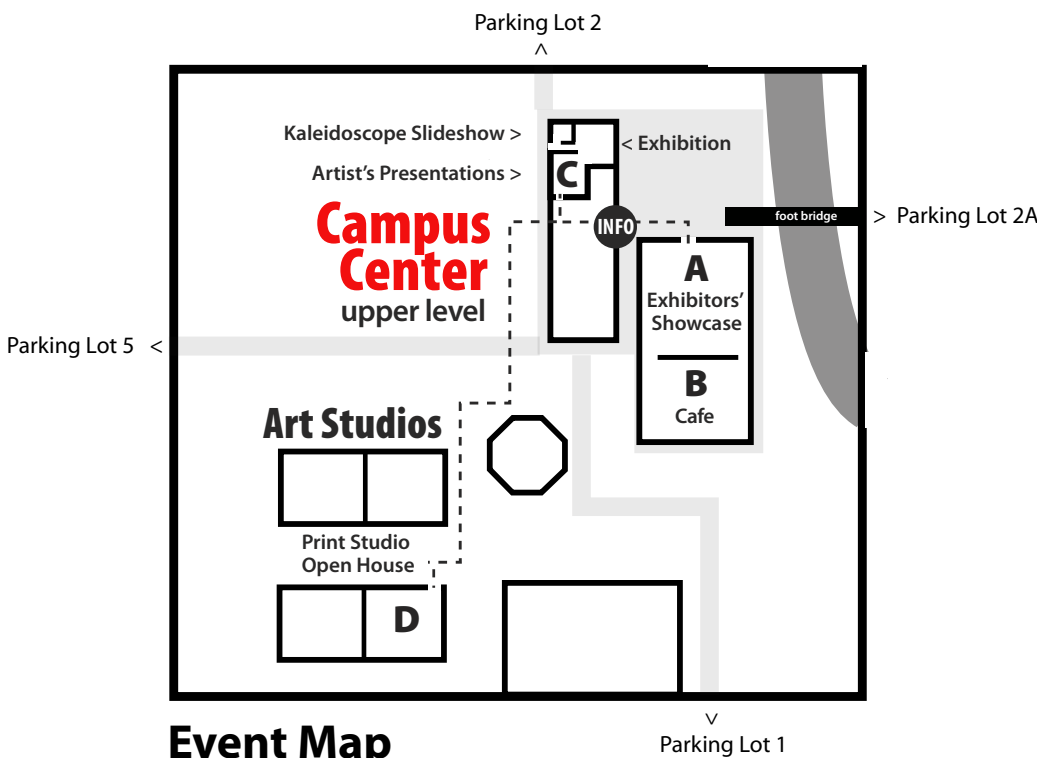 Parking Lot 2
^
Kaleidoscope Slideshow >
< Exhibition
Artist's Presentations >
C
Campus
Center
upper level
INFO
foot bridge
> Parking Lot 2A
A
Exhibitors'
Showcase
Parking Lot 5 <
B
Cafe
Art Studios
Print Studio
Open House
D
v
Parking Lot 1
Event Map